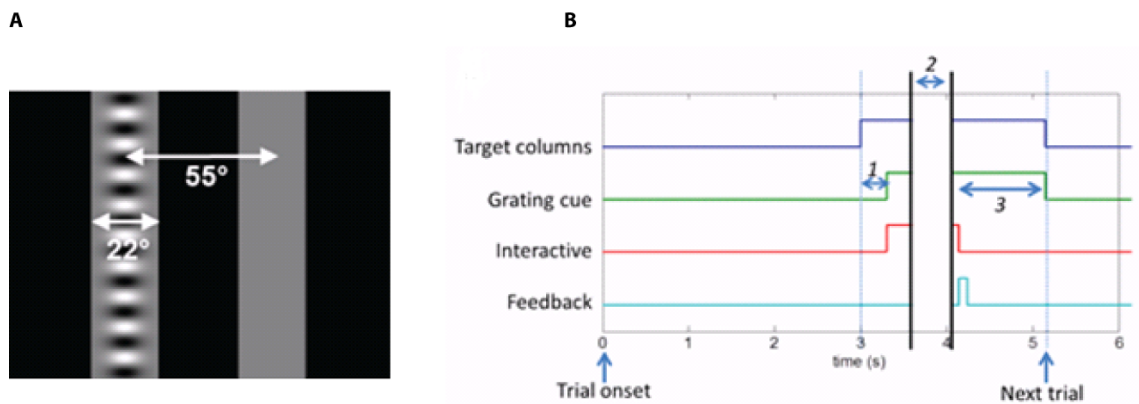 A
B
55°
22°
2
Target columns
1
Grating cue
3
Interactive
Feedback
0 1 2 3 4 5 6
time (s)
Trial onset
Next trial